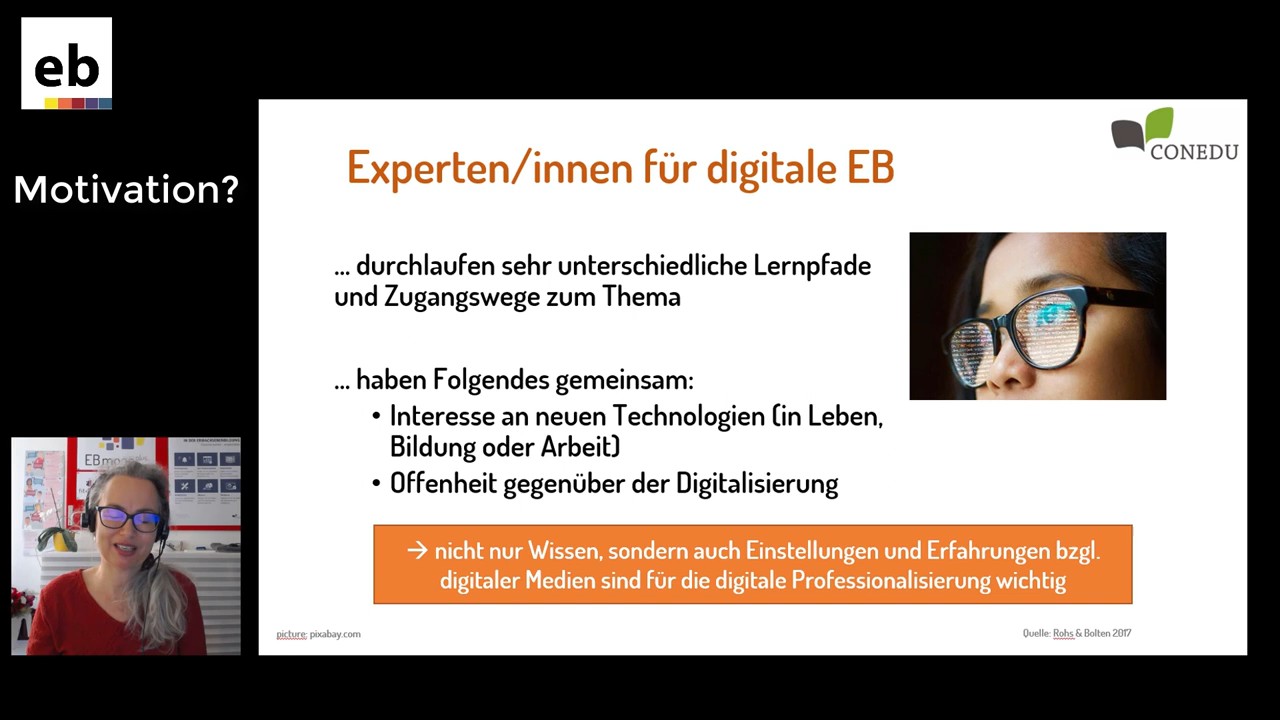 eb
Motivation?
CONEDU
Experten/innen für digitale EB
... durchlaufen sehr unterschiedliche Lernpfade
und Zugangswege zum Thema
... haben Folgendes gemeinsam:
• Interesse an neuen Technologien (in Leben,
Bildung oder Arbeit)
• Offenheit gegenüber der Digitalisierung
→ nicht nur Wissen, sondern auch Einstellungen und Erfahrungen bzgl.
digitaler Medien sind für die digitale Professionalisierung wichtig
picture: pixabay.com
Quelle: Rohs & Bolten 2017